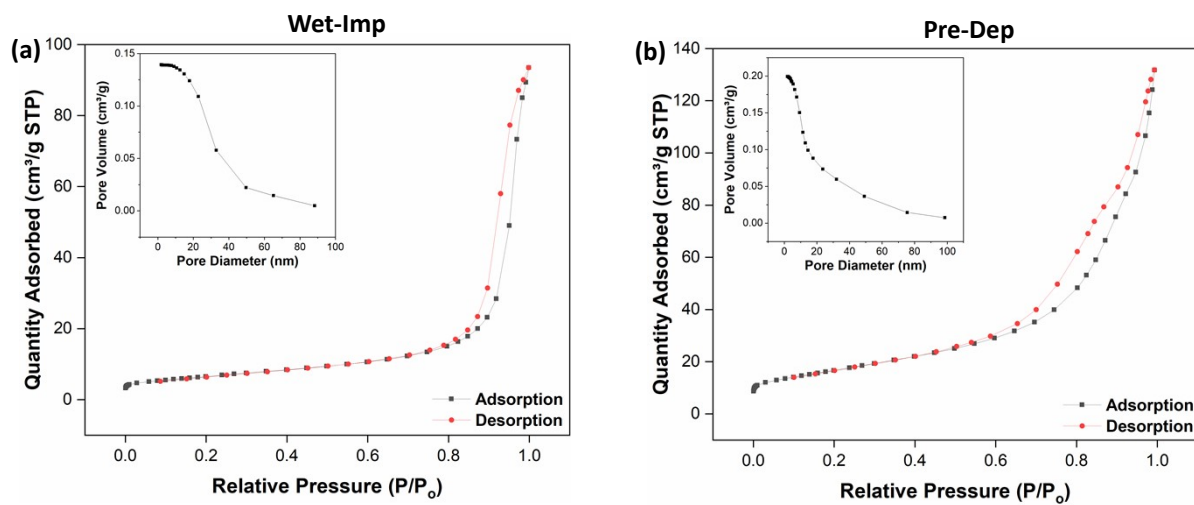 Wet-Imp
(a)
100
80
60
40
20
0
Quantity Adsorbed (cm³/g STP)
0.0 0.2 0.4 0.6 0.8 1.0
Relative Pressure (P/Pₒ)
0.15
0.10
0.05
0.00
Pore Volume (cm³/g)
0 20 40 60 80 100
Pore Diameter (nm)
Adsorption
Desorption
Pre-Dep
(b)
140
120
100
80
60
40
20
0
Quantity Adsorbed (cm³/g STP)
0.0 0.2 0.4 0.6 0.8 1.0
Relative Pressure (P/Pₒ)
0.20
0.15
0.10
0.05
0.00
Pore Volume (cm³/g)
0 20 40 60 80 100
Pore Diameter (nm)
Adsorption
Desorption